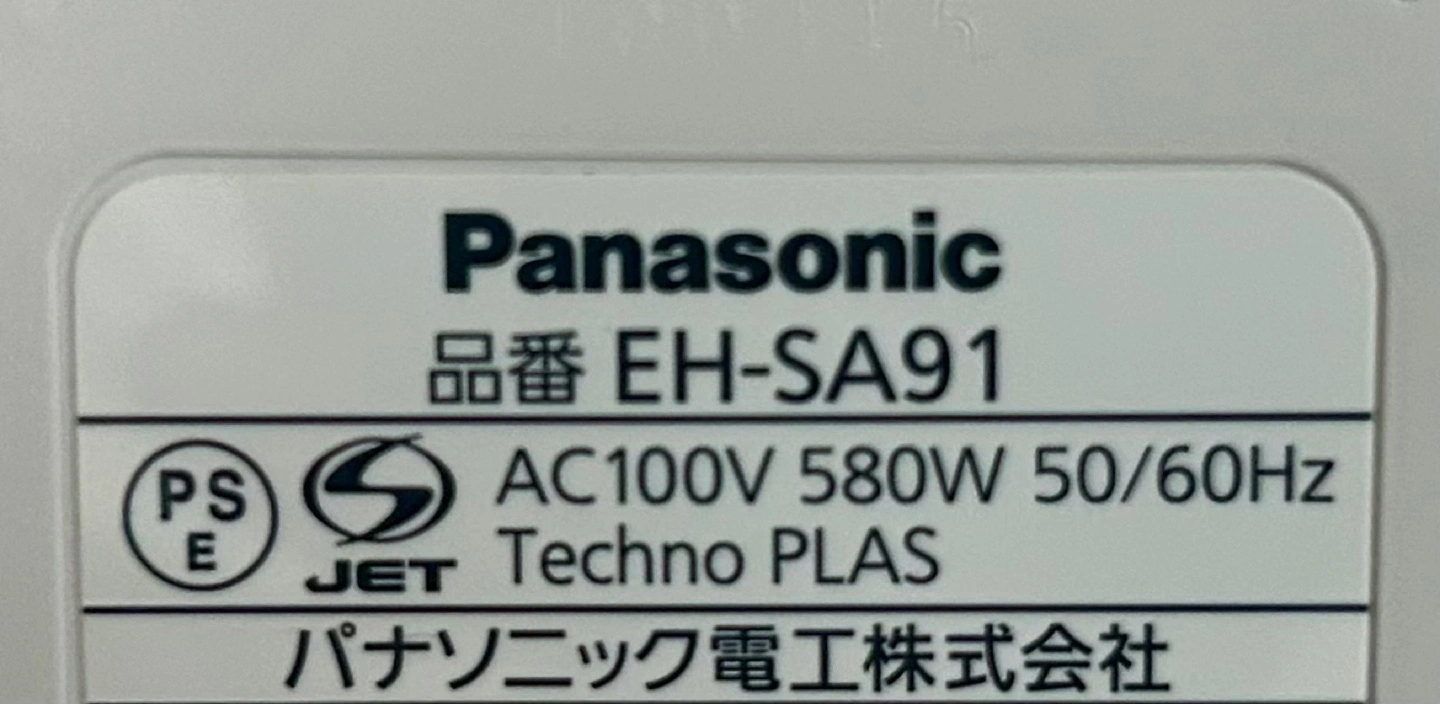 Panasonic
品番 EH-SA91
PS
E
JET
AC100V 580W 50/60Hz
Techno PLAS
パナソニック電工株式会社